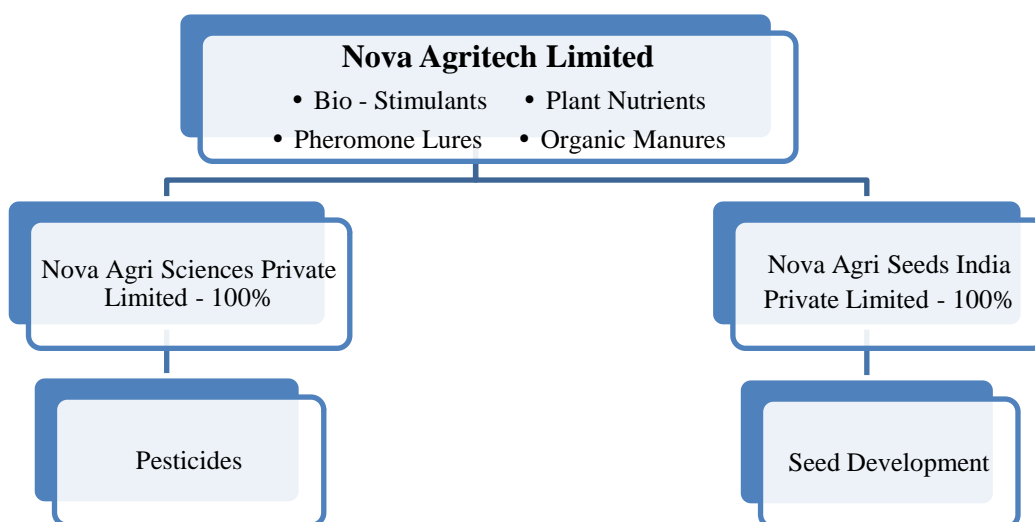 Nova Agritech Limited
• Bio - Stimulants • Plant Nutrients
• Pheromone Lures • Organic Manures
Nova Agri Sciences Private
Limited - 100%
Nova Agri Seeds India
Private Limited - 100%
Pesticides
Seed Development